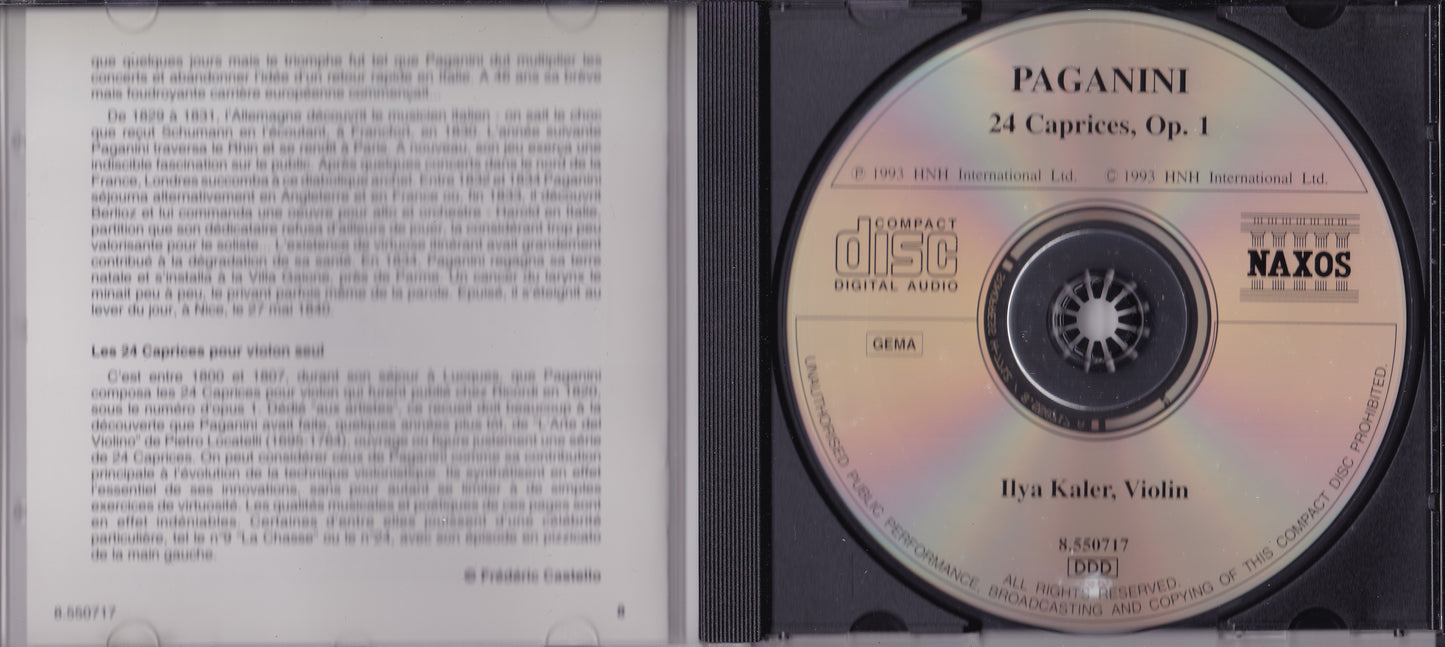 que quelques jours mais le triomphe fut tel que Paganini dut multiplier les
concerts et abandonner l'idée d'un retour rapide en Italie. A 46 ans sa brève
mais foudroyante carrière européenne commençait...
De 1829 à 1831, l'Allemagne découvrit le musicien italien : on sait le choc
que reçut Schumann en l'écoutant, à Francfort, en 1830. L'année suivante
Paganini traversa le Rhin et se rendit à Paris. A nouveau, son jeu exerça une
indicible fascination sur le public. Après quelques concerts dans le nord de la
France, Londres succomba à ce diabolique archet. Entre 1832 et 1834 Paganini
séjourna alternativement en Angleterre et en France où, fin 1833, il découvrit
Berlioz et lui commanda une oeuvre pour alto et orchestre : Harold en Italie,
partition que son dédicataire refusa d'ailleurs de jouer, la considérant trop peu
valorisante pour le soliste... L'existence de virtuose itinérant avait grandement
contribué à la dégradation de sa santé. En 1834, Paganini regagna sa terre
natale et s'installa à la Villa Gaione, près de Parme. Un cancer du larynx le
minait peu à peu, le privant parfois même de la parole. Epuisé, il s'éteignit au
lever du jour, à Nice, le 27 mai 1840.
Les 24 Caprices pour violon seul
C'est entre 1800 et 1807, durant son séjour à Lucques, que Paganini
composa les 24 Caprices pour violon qui furent publiés chez Ricordi en 1820,
sous le numéro d'opus 1. Dédié "aux artistes", ce recueil doit beaucoup à la
découverte que Paganini avait faite, quelques années plus tôt, de "L'Arte del
Violino" de Pietro Locatelli (1695-1764), oeuvre où figure justement une série
de 24 Caprices. On peut considérer ceux de Paganini comme sa contribution
principale à l'évolution de la technique violonistique. Ils synthétisent en effet
l'essentiel de ses innovations, sans pour autant se limiter à de simples
exercices de virtuosité. Les qualités musicales et poétiques de ces pages sont
en effet indéniables. Certaines d'entre elles jouissent d'une célébrité
particulière, tel le n°9 "La Chasse" ou le n°24, avec son épisode en pizzicato
de la main gauche.
© Frédéric Castello
8.550717
8
PAGANINI
24 Caprices, Op. 1
℗ 1993 HNH International Ltd. © 1993 HNH International Ltd.
COMPACT
disc
DIGITAL AUDIO
NAXOS
GEMA
Ilya Kaler, Violin
8.550717
DDD
ALL RIGHTS RESERVED.
UNAUTHORISED PUBLIC PERFORMANCE, BROADCASTING AND COPYING OF THIS COMPACT DISC PROHIBITED.